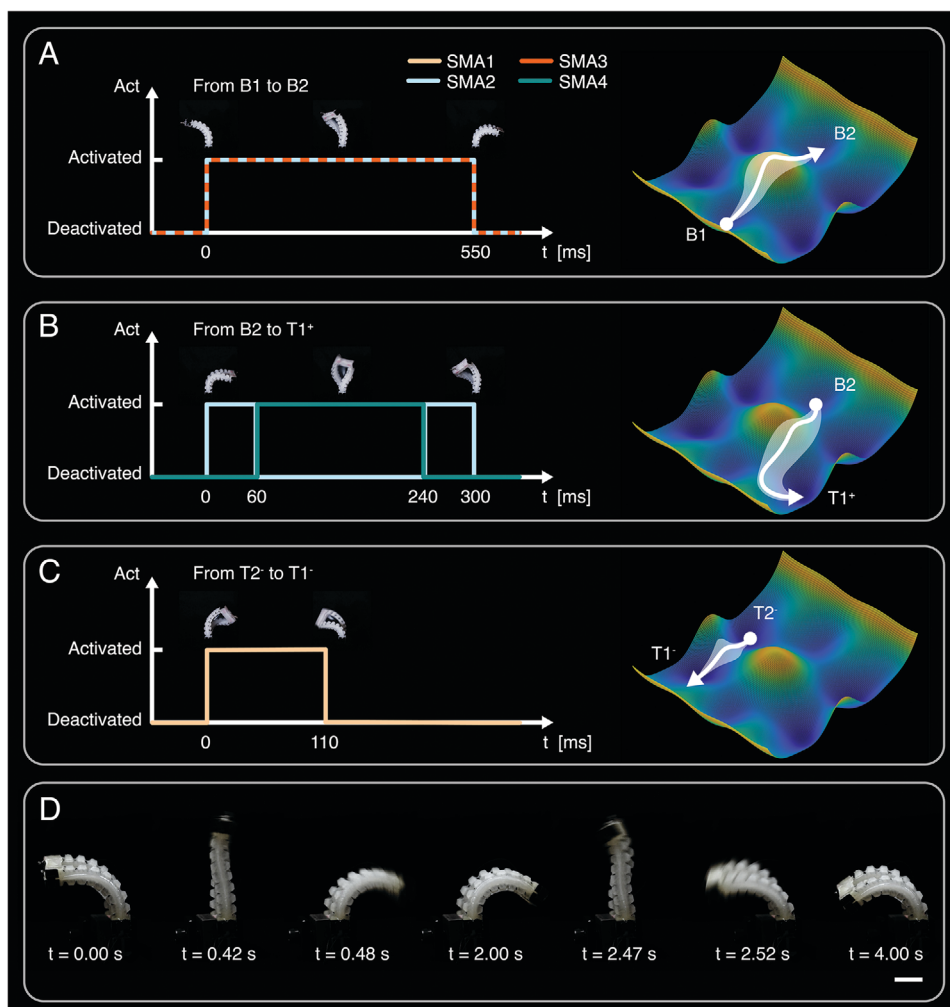 A
From B1 to B2
SMA1
SMA2
SMA3
SMA4
Act
Activated
Deactivated
0
550
t [ms]
B1
B2
B
From B2 to T1⁺
Act
Activated
Deactivated
0
60
240
300
t [ms]
B2
T1⁺
C
From T2⁻ to T1⁻
Act
Activated
Deactivated
0
110
t [ms]
T2⁻
T1⁻
D
t = 0.00 s
t = 0.42 s
t = 0.48 s
t = 2.00 s
t = 2.47 s
t = 2.52 s
t = 4.00 s